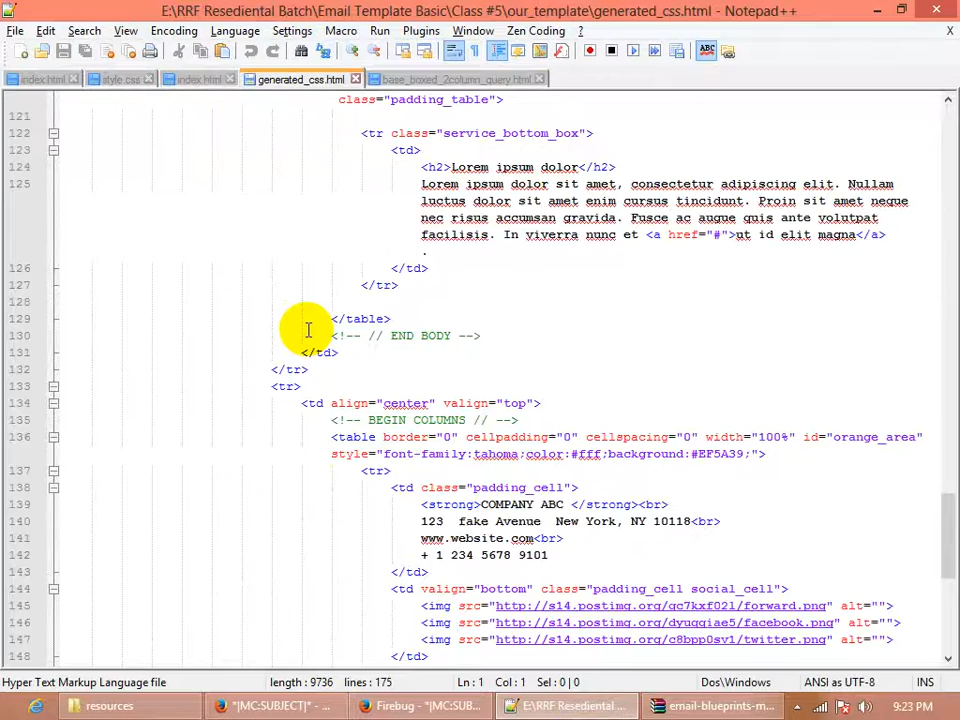 E:\RRF Resediental Batch\Email Template Basic\Class #5\our_template\generated_css.html - Notepad++
File Edit Search View Encoding Language Settings Macro Run Plugins Window Zen Coding ? X
index.html style.css index.html generated_css.html base_boxed_2column_query.html
class="padding_table">
121
122 <tr class="service_bottom_box">
123 <td>
124 <h2>Lorem ipsum dolor</h2>
125 Lorem ipsum dolor sit amet, consectetur adipiscing elit. Nullam
luctus dolor sit amet enim cursus tincidunt. Proin sit amet neque
nec risus accumsan gravida. Fusce ac augue quis ante volutpat
facilisis. In viverra nunc et <a href="#">ut id elit magna</a>
.
126 </td>
127 </tr>
128
129 </table>
130 <!-- // END BODY -->
131 </td>
132 </tr>
133 <tr>
134 <td align="center" valign="top">
135 <!-- BEGIN COLUMNS // -->
136 <table border="0" cellpadding="0" cellspacing="0" width="100%" id="orange_area"
style="font-family:tahoma;color:#fff;background:#EF5A39;">
137 <tr>
138 <td class="padding_cell">
139 <strong>COMPANY ABC </strong><br>
140 123  fake Avenue  New York, NY 10118<br>
141 www.website.com<br>
142 + 1 234 5678 9101
143 </td>
144 <td valign="bottom" class="padding_cell social_cell">
145 <img src="http://s14.postimg.org/gc7kxf02l/forward.png" alt="">
146 <img src="http://s14.postimg.org/dyuqqiae5/facebook.png" alt="">
147 <img src="http://s14.postimg.org/c8bpp0sv1/twitter.png" alt="">
148 </td>
Hyper Text Markup Language file length : 9736 lines : 175 Ln : 1 Col : 1 Sel : 0 | 0 Dos\Windows ANSI as UTF-8 INS
resources "*|MC:SUBJECT|* - ... Firebug - "*|MC:SUB... E:\RRF Resediental ... email-blueprints-m... 9:23 PM